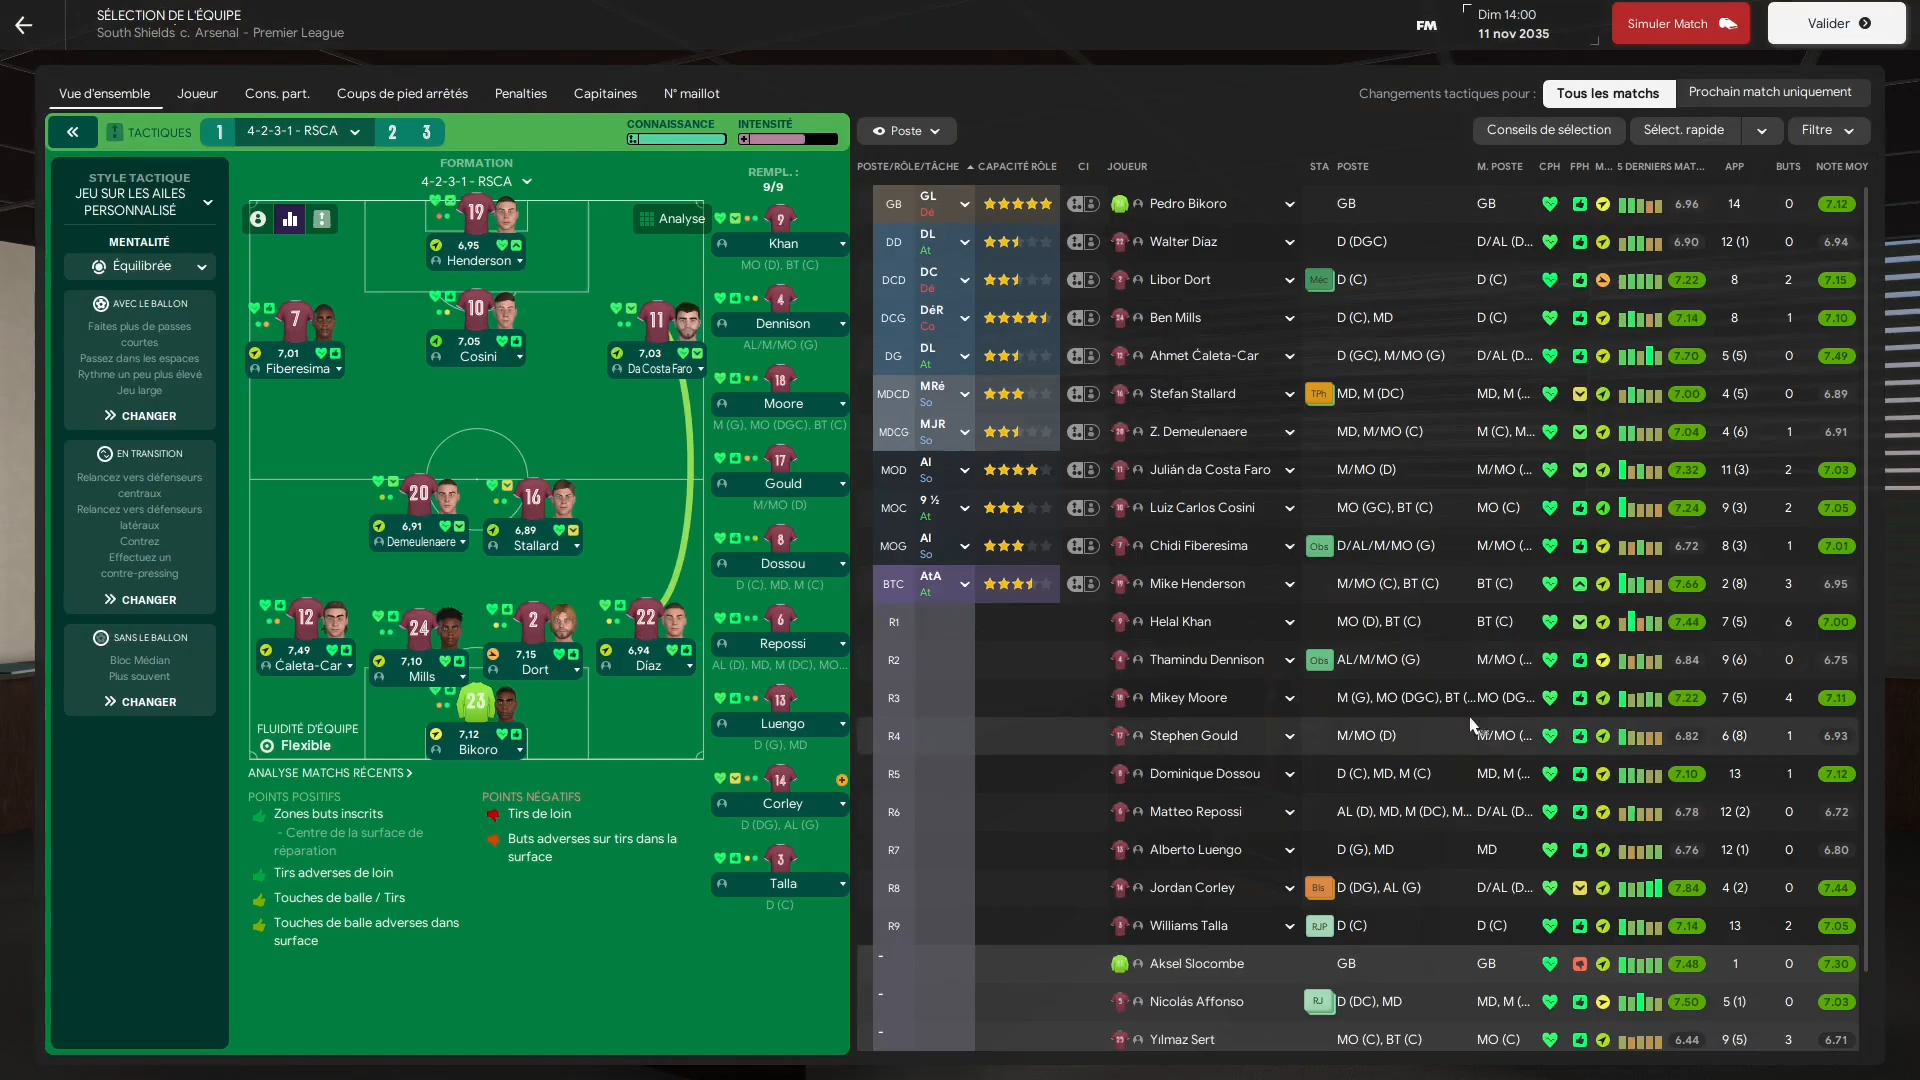 SÉLECTION DE L'ÉQUIPE
South Shields c. Arsenal - Premier League
FM
Dim 14:00
11 nov 2035
Simuler Match
Valider
Vue d'ensemble
Joueur
Cons. part.
Coups de pied arrêtés
Penalties
Capitaines
N° maillot
Changements tactiques pour :
Tous les matchs
Prochain match uniquement
TACTIQUES
1
4-2-3-1 - RSCA
2
3
CONNAISSANCE
INTENSITÉ
Poste
Conseils de sélection
Sélect. rapide
Filtre
STYLE TACTIQUE
JEU SUR LES AILES
PERSONNALISÉ
MENTALITÉ
Équilibrée
AVEC LE BALLON
Faites plus de passes
courtes
Passez dans les espaces
Rythme un peu plus élevé
Jeu large
CHANGER
EN TRANSITION
Relancez vers défenseurs
centraux
Relancez vers défenseurs
latéraux
Contrez
Effectuez un
contre-pressing
CHANGER
SANS LE BALLON
Bloc Médian
Plus souvent
CHANGER
FORMATION
4-2-3-1 - RSCA
Analyse
19
6,95
Henderson
7
7,01
Fiberesima
10
7,05
Cosini
11
7,03
Da Costa Faro
20
6,91
Demeulenaere
16
6,89
Stallard
12
7,49
Ćaleta-Car
24
7,10
Mills
2
7,15
Dort
22
6,94
Díaz
23
7,12
Bikoro
FLUIDITÉ D'ÉQUIPE
Flexible
REMPL. :
9/9
9
Khan
MO (D), BT (C)
4
Dennison
AL/M/MO (G)
18
Moore
M (G), MO (DGC), BT (C)
17
Gould
M/MO (D)
8
Dossou
D (C), MD, M (C)
6
Repossi
AL (D), MD, M (DC), MO...
13
Luengo
D (G), MD
14
Corley
D (DG), AL (G)
3
Talla
D (C)
ANALYSE MATCHS RÉCENTS
POINTS POSITIFS
Zones buts inscrits
- Centre de la surface de
réparation
Tirs adverses de loin
Touches de balle / Tirs
Touches de balle adverses dans
surface
POINTS NÉGATIFS
Tirs de loin
Buts adverses sur tirs dans la
surface
POSTE/RÔLE/TÂCHE CAPACITÉ RÔLE CI JOUEUR STA POSTE M. POSTE CPH FPH M... 5 DERNIERS MAT... APP BUTS NOTE MOY
GB GL Dé Pedro Bikoro GB GB 6.96 14 0 7.12
DD DL At Walter Díaz D (DGC) D/AL (D... 6.90 12 (1) 0 6.94
DCD DC Dé Libor Dort Méc D (C) D (C) 7.22 8 2 7.15
DCG DéR Co Ben Mills D (C), MD D (C) 7.14 8 1 7.10
DG DL At Ahmet Ćaleta-Car D (GC), M/MO (G) D/AL (D... 7.70 5 (5) 0 7.49
MDCD MRé So Stefan Stallard TPh MD, M (DC) MD, M (... 7.00 4 (5) 0 6.89
MDCG MJR So Z. Demeulenaere MD, M/MO (C) M (C), M... 7.04 4 (6) 1 6.91
MOD AI So Julián da Costa Faro M/MO (D) M/MO (... 7.32 11 (3) 2 7.03
MOC 9 ½ At Luiz Carlos Cosini MO (GC), BT (C) MO (C) 7.24 9 (3) 2 7.05
MOG AI So Chidi Fiberesima Obs D/AL/M/MO (G) M/MO (... 6.72 8 (3) 1 7.01
BTC AtA At Mike Henderson M/MO (C), BT (C) BT (C) 7.66 2 (8) 3 6.95
R1 Helal Khan MO (D), BT (C) BT (C) 7.44 7 (5) 6 7.00
R2 Thamindu Dennison Obs AL/M/MO (G) M/MO (... 6.84 9 (6) 0 6.75
R3 Mikey Moore M (G), MO (DGC), BT (... MO (DG... 7.22 7 (5) 4 7.11
R4 Stephen Gould M/MO (D) M/MO (... 6.82 6 (8) 1 6.93
R5 Dominique Dossou D (C), MD, M (C) MD, M (... 7.10 13 1 7.12
R6 Matteo Repossi AL (D), MD, M (DC), M... D/AL (D... 6.78 12 (2) 0 6.72
R7 Alberto Luengo D (G), MD MD 6.76 12 (1) 0 6.80
R8 Jordan Corley Bls D (DG), AL (G) D/AL (D... 7.84 4 (2) 0 7.44
R9 Williams Talla RJP D (C) D (C) 7.14 13 2 7.05
- Aksel Slocombe GB GB 7.48 1 0 7.30
- Nicolás Affonso RJ D (DC), MD MD, M (... 7.50 5 (1) 0 7.03
- Yılmaz Sert MO (C), BT (C) MO (C) 6.44 9 (5) 3 6.71